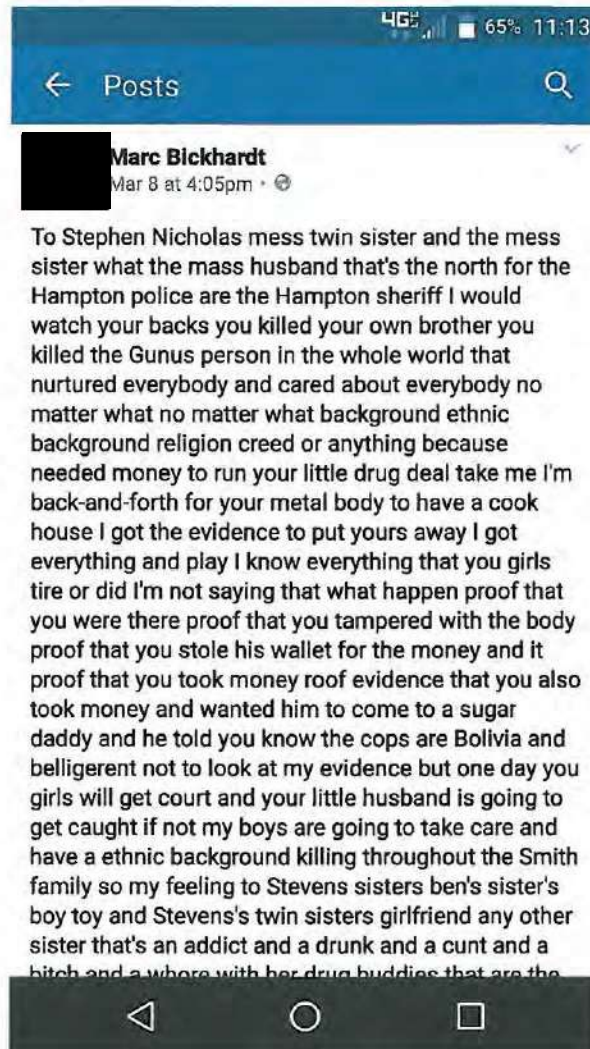 4G 65% 11:13
Posts
Marc Bickhardt
Mar 8 at 4:05pm ·
To Stephen Nicholas mess twin sister and the mess
sister what the mass husband that's the north for the
Hampton police are the Hampton sheriff I would
watch your backs you killed your own brother you
killed the Gunus person in the whole world that
nurtured everybody and cared about everybody no
matter what no matter what background ethnic
background religion creed or anything because
needed money to run your little drug deal take me I'm
back-and-forth for your metal body to have a cook
house I got the evidence to put yours away I got
everything and play I know everything that you girls
tire or did I'm not saying that what happen proof that
you were there proof that you tampered with the body
proof that you stole his wallet for the money and it
proof that you took money roof evidence that you also
took money and wanted him to come to a sugar
daddy and he told you know the cops are Bolivia and
belligerent not to look at my evidence but one day you
girls will get court and your little husband is going to
get caught if not my boys are going to take care and
have a ethnic background killing throughout the Smith
family so my feeling to Stevens sisters ben's sister's
boy toy and Stevens's twin sisters girlfriend any other
sister that's an addict and a drunk and a cunt and a
bitch and a whore with her drug buddies that are the